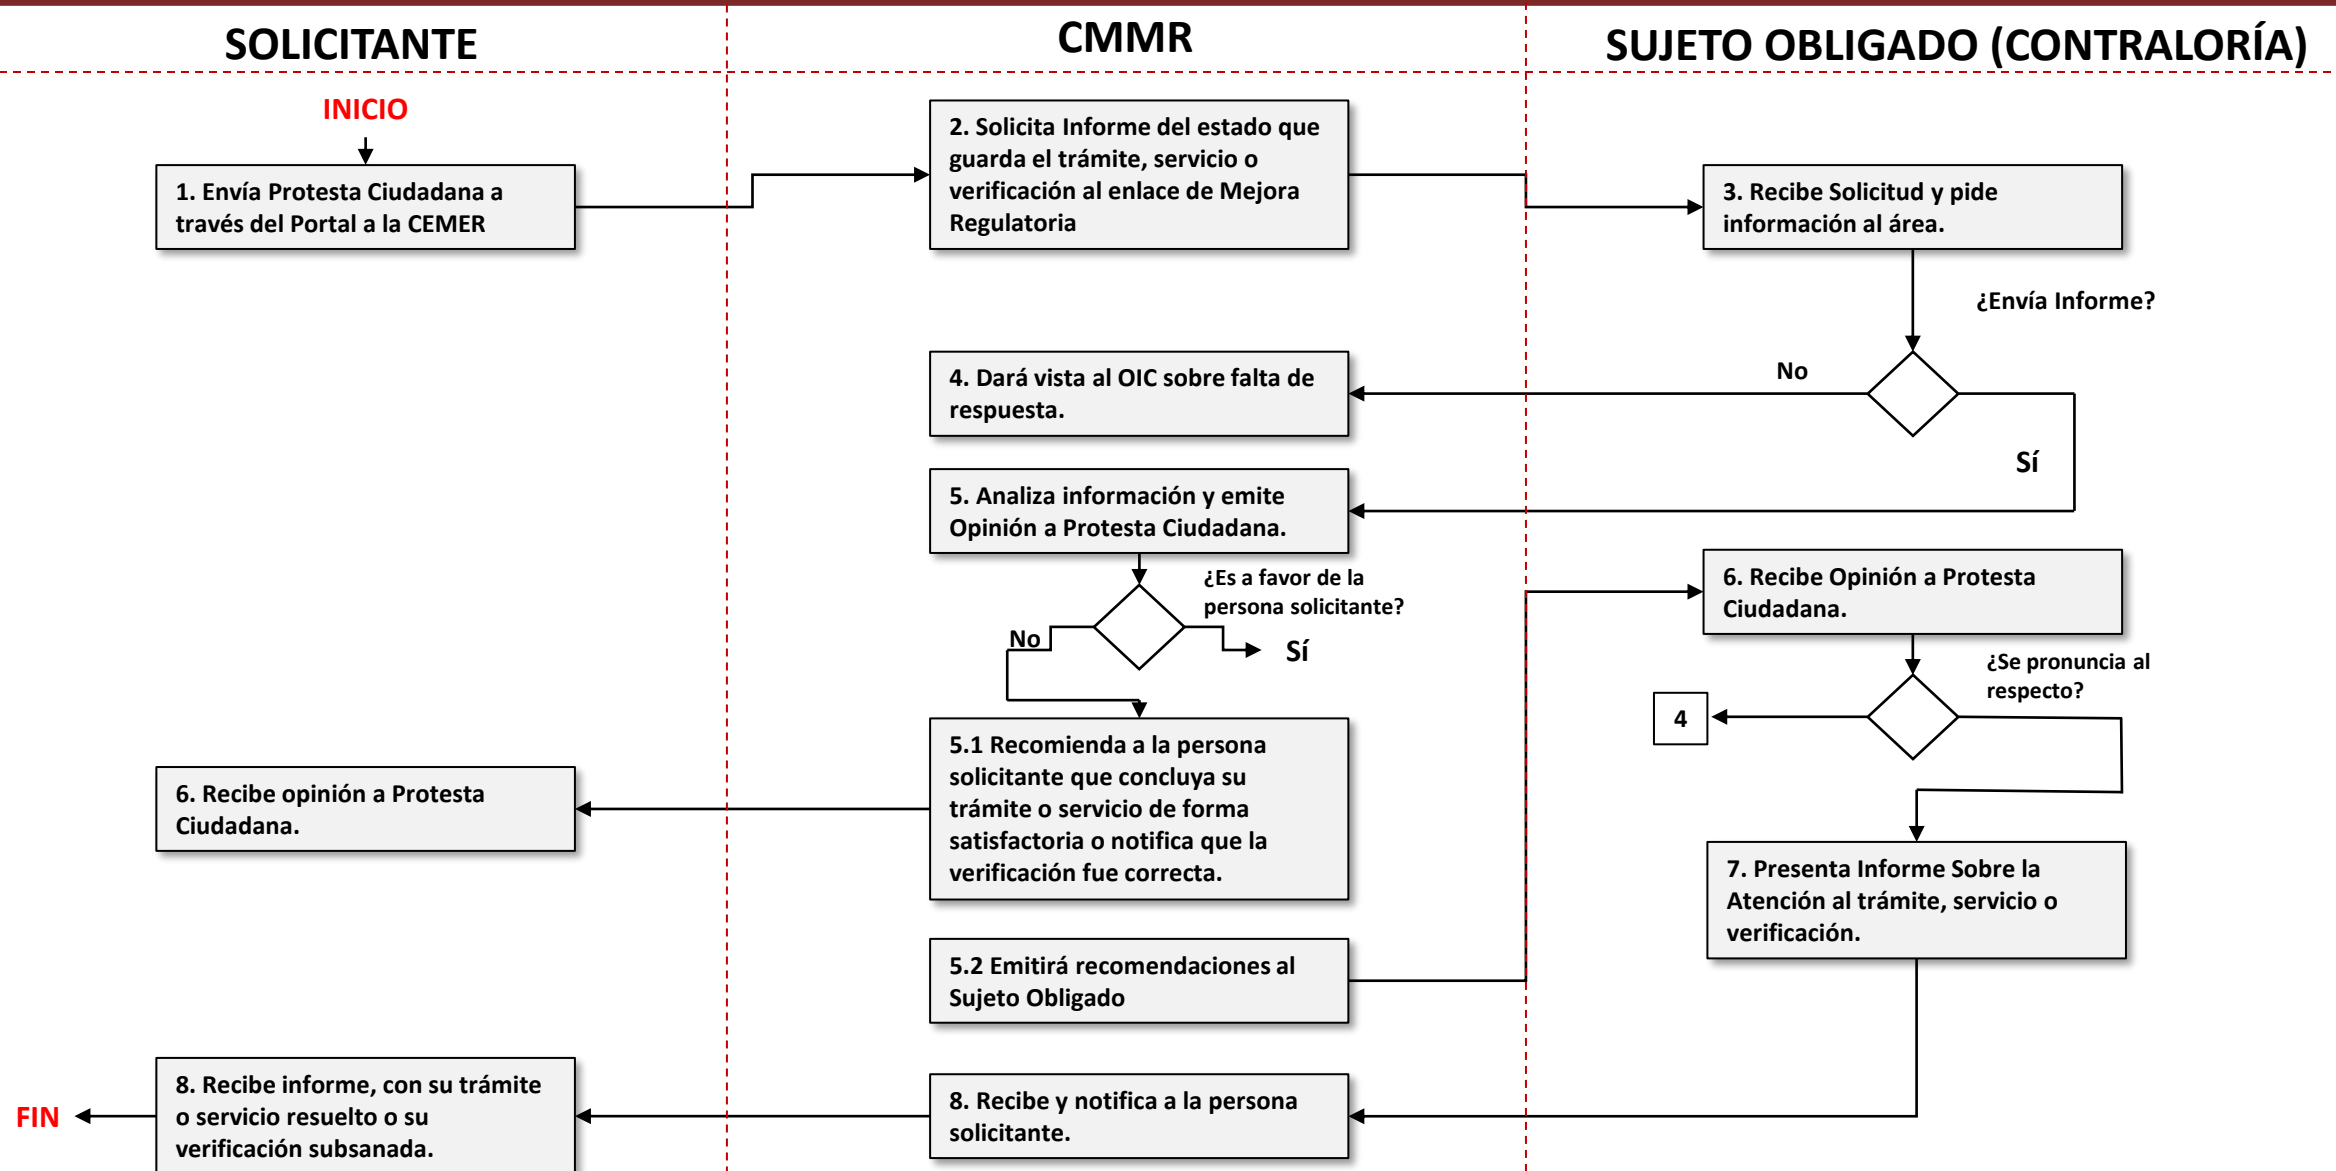 SOLICITANTE
CMMR
SUJETO OBLIGADO (CONTRALORÍA)
INICIO
1. Envía Protesta Ciudadana a
través del Portal a la CEMER
2. Solicita Informe del estado que
guarda el trámite, servicio o
verificación al enlace de Mejora
Regulatoria
3. Recibe Solicitud y pide
información al área.
¿Envía Informe?
No
Sí
4. Dará vista al OIC sobre falta de
respuesta.
5. Analiza información y emite
Opinión a Protesta Ciudadana.
¿Es a favor de la
persona solicitante?
No
Sí
6. Recibe Opinión a Protesta
Ciudadana.
¿Se pronuncia al
respecto?
4
5.1 Recomienda a la persona
solicitante que concluya su
trámite o servicio de forma
satisfactoria o notifica que la
verificación fue correcta.
6. Recibe opinión a Protesta
Ciudadana.
7. Presenta Informe Sobre la
Atención al trámite, servicio o
verificación.
5.2 Emitirá recomendaciones al
Sujeto Obligado
8. Recibe y notifica a la persona
solicitante.
8. Recibe informe, con su trámite
o servicio resuelto o su
verificación subsanada.
FIN